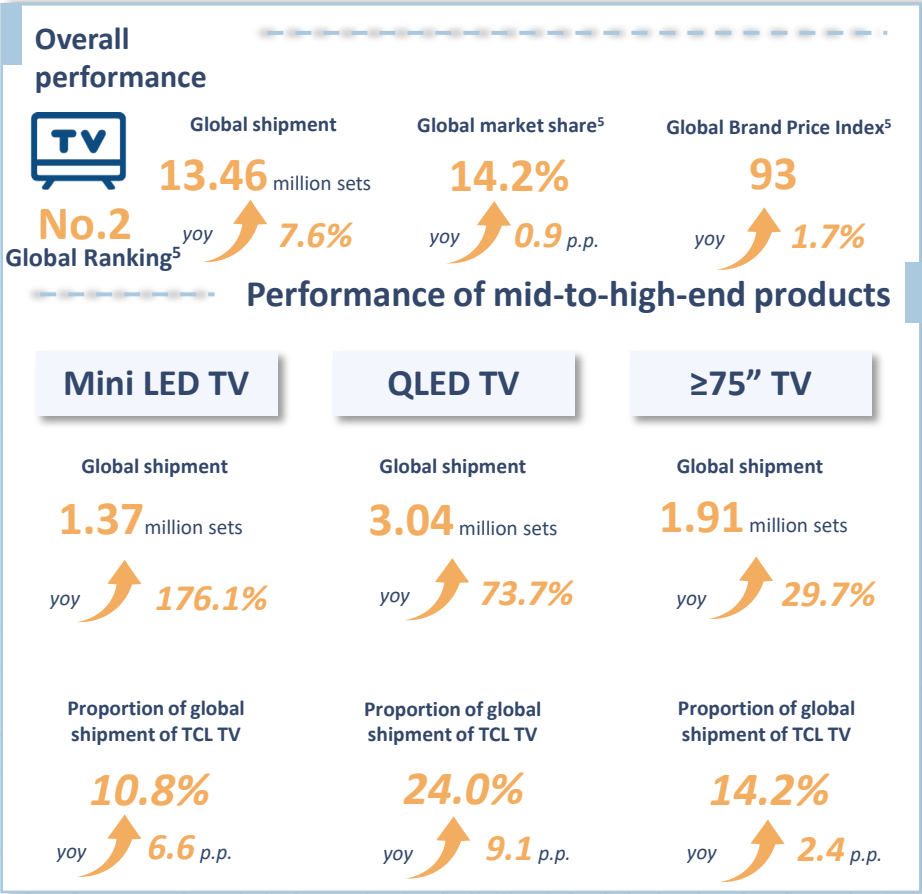 Overall
performance
TV
No.2
Global Ranking⁵
Global shipment
13.46 million sets
yoy 7.6%
Global market share⁵
14.2%
yoy 0.9 p.p.
Global Brand Price Index⁵
93
yoy 1.7%
Performance of mid-to-high-end products
Mini LED TV
Global shipment
1.37 million sets
yoy 176.1%
Proportion of global
shipment of TCL TV
10.8%
yoy 6.6 p.p.
QLED TV
Global shipment
3.04 million sets
yoy 73.7%
Proportion of global
shipment of TCL TV
24.0%
yoy 9.1 p.p.
≥75” TV
Global shipment
1.91 million sets
yoy 29.7%
Proportion of global
shipment of TCL TV
14.2%
yoy 2.4 p.p.